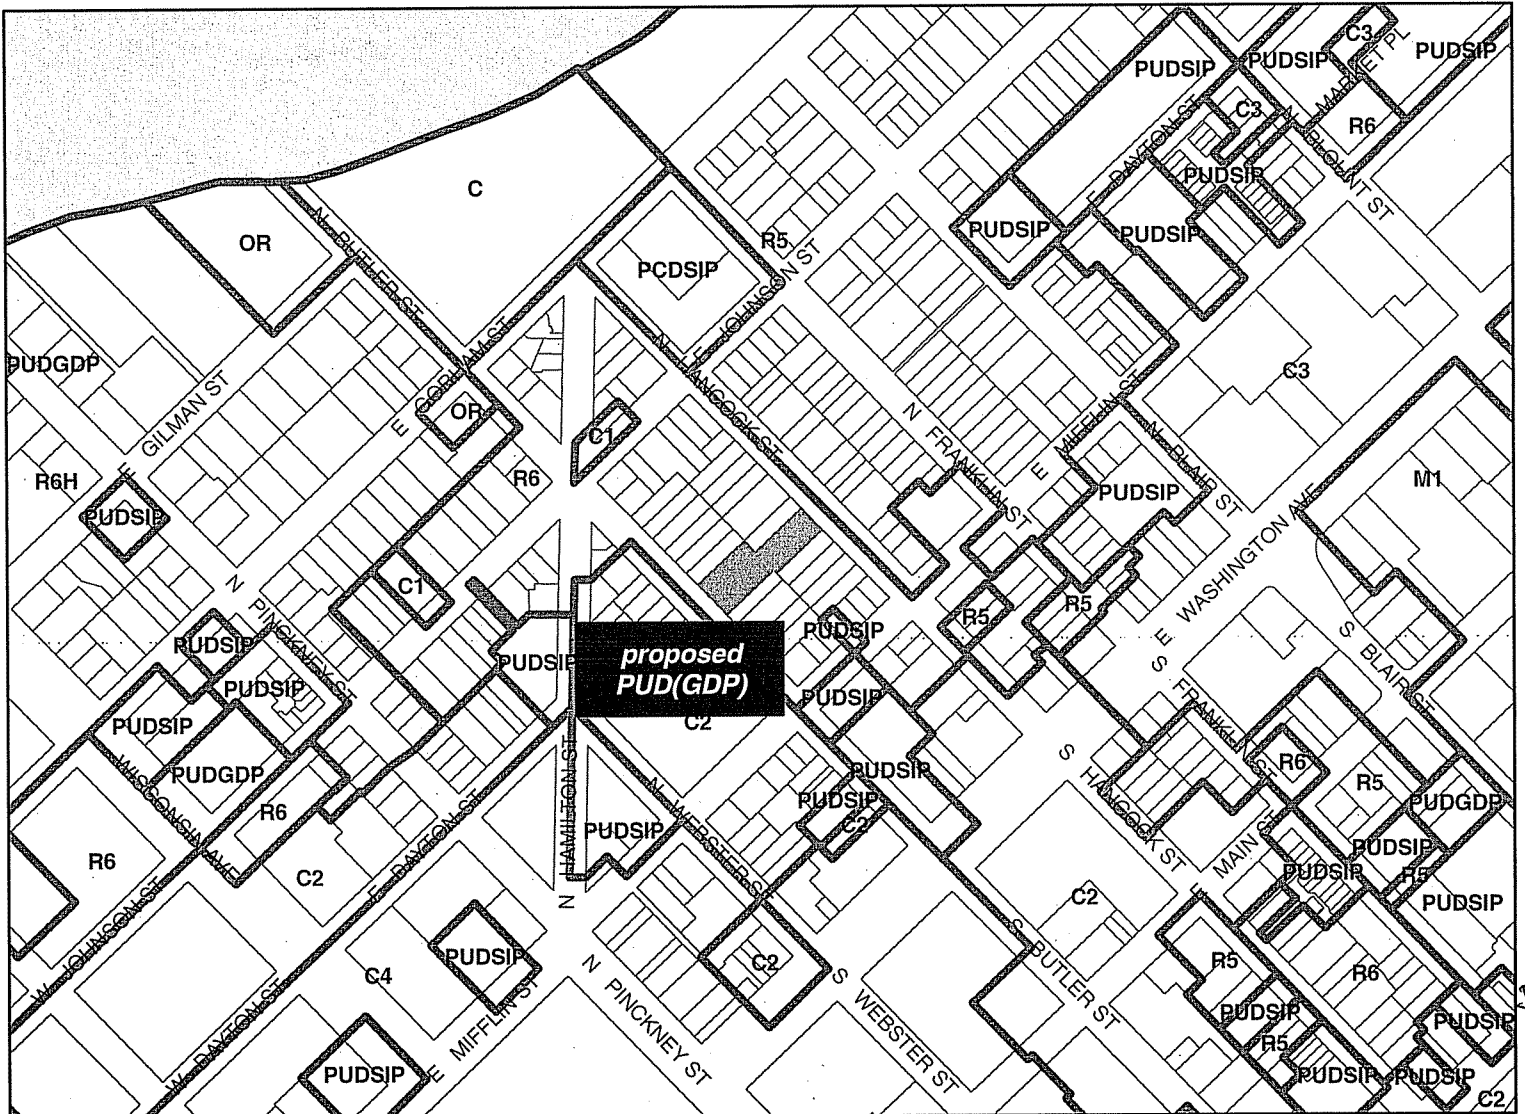 C3
PUDSIP
PUDSIP
PUDSIP
N BLOUNT ST
C3
R6
E DAYTON ST
PUDSIP
C
OR
N BUTLER ST
R5
PCDSIP
PUDSIP
PUDSIP
E JOHNSON ST
N HANCOCK ST
PUDGDP
E GORHAM ST
E GILMAN ST
OR
C1
C3
N FRANKLIN ST
E MIFFLIN ST
N BLAIR ST
R6H
R6
PUDSIP
PUDSIP
M1
E WASHINGTON AVE
N PINCKNEY ST
C1
R5
R5
PUDSIP
PUDSIP
S BLAIR ST
PUDSIP
PUDSIP
proposed
PUD(GDP)
PUDSIP
S FRANKLIN ST
PUDSIP
C2
WISCONSIN AVE
PUDGDP
N HAMILTON ST
N WEBSTER ST
PUDSIP
S HANCOCK ST
R6
R5
R6
PUDSIP
C2
PUDSIP
PUDGDP
E DAYTON ST
E MAIN ST
PUDSIP
R6
C2
PUDSIP
R5
W JOHNSON ST
C2
PUDSIP
C4
PUDSIP
C2
S BUTLER ST
R5
R6
W DAYTON ST
E MIFFLIN ST
N PINCKNEY ST
S WEBSTER ST
PUDSIP
PUDSIP
R5
PUDSIP
PUDSIP
PUDSIP
C2